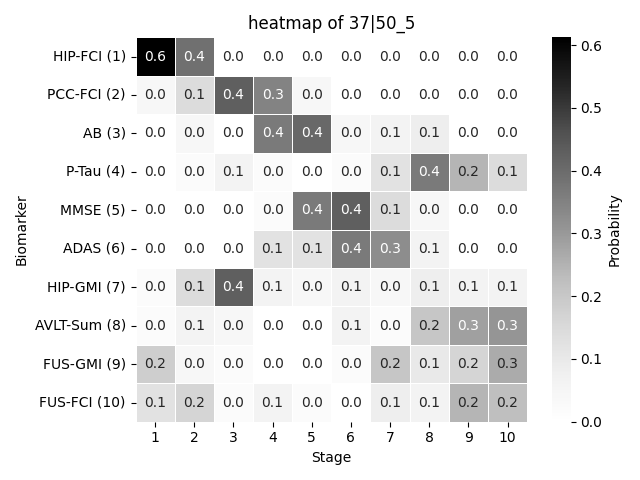 heatmap of 37|50_5
HIP-FCI (1) 0.6 0.4 0.0 0.0 0.0 0.0 0.0 0.0 0.0 0.0
PCC-FCI (2) 0.0 0.1 0.4 0.3 0.0 0.0 0.0 0.0 0.0 0.0
AB (3) 0.0 0.0 0.0 0.4 0.4 0.0 0.1 0.1 0.0 0.0
P-Tau (4) 0.0 0.0 0.1 0.0 0.0 0.0 0.1 0.4 0.2 0.1
MMSE (5) 0.0 0.0 0.0 0.0 0.4 0.4 0.1 0.0 0.0 0.0
ADAS (6) 0.0 0.0 0.0 0.1 0.1 0.4 0.3 0.1 0.0 0.0
HIP-GMI (7) 0.0 0.1 0.4 0.1 0.0 0.1 0.0 0.1 0.1 0.1
AVLT-Sum (8) 0.0 0.1 0.0 0.0 0.0 0.1 0.0 0.2 0.3 0.3
FUS-GMI (9) 0.2 0.0 0.0 0.0 0.0 0.0 0.2 0.1 0.2 0.3
FUS-FCI (10) 0.1 0.2 0.0 0.1 0.0 0.0 0.1 0.1 0.2 0.2
1 2 3 4 5 6 7 8 9 10
Stage
Biomarker
0.6
0.5
0.4
0.3
0.2
0.1
0.0
Probability